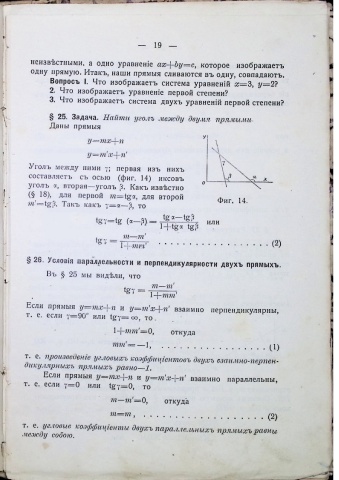 — 19 —
неизвѣстными, а одно уравненіе ax+by=c, которое изображаетъ
одну прямую. Итакъ, наши прямыя сливаются въ одну, совпадаютъ.
Вопросъ 1. Что изображаетъ система уравненій x=3, y=2?
2. Что изображаетъ уравненіе первой степени?
3. Что изображаетъ система двухъ уравненій первой степени?
§ 25. Задача. Найти уголъ между двумя прямыми.
Даны прямыя
y=mx+n
y=m'x+n'
Уголъ между ними γ; первая изъ нихъ
составляетъ съ осью (фиг. 14) иксовъ
уголъ α, вторая—уголъ β. Какъ извѣстно
(§ 18), для первой m=tgα, для второй
m'=tgβ. Такъ какъ γ=α—β, то
Фиг. 14.
tgγ=tg (α—β)= tgα—tgβ / 1+tgα tgβ или
tgγ = m—m' / 1+mm' . . . . . . . . . . . . . . . (2)
§ 26. Условія параллельности и перпендикулярности двухъ прямыхъ.
Въ § 25 мы видѣли, что
tgγ = m—m' / 1+mm'
Если прямыя y=mx+n и y=m'x+n' взаимно перпендикулярны,
т. е. если γ=90° или tgγ=∞, то
1+mm'=0, откуда
mm'=—1, . . . . . . . . . . . . . . . (1)
т. е. произведеніе угловыхъ коэффиціентовъ двухъ взаимно-перпен-
дикулярныхъ прямыхъ равно—1.
Если прямыя y=mx+n и y=m'x+n' взаимно параллельны,
т. е. если γ=0 или tgγ=0, то
m—m'=0, откуда
m=m, . . . . . . . . . . . . . . . (2)
т. е. угловые коэффиціенты двухъ параллельныхъ прямыхъ равны
между собою.